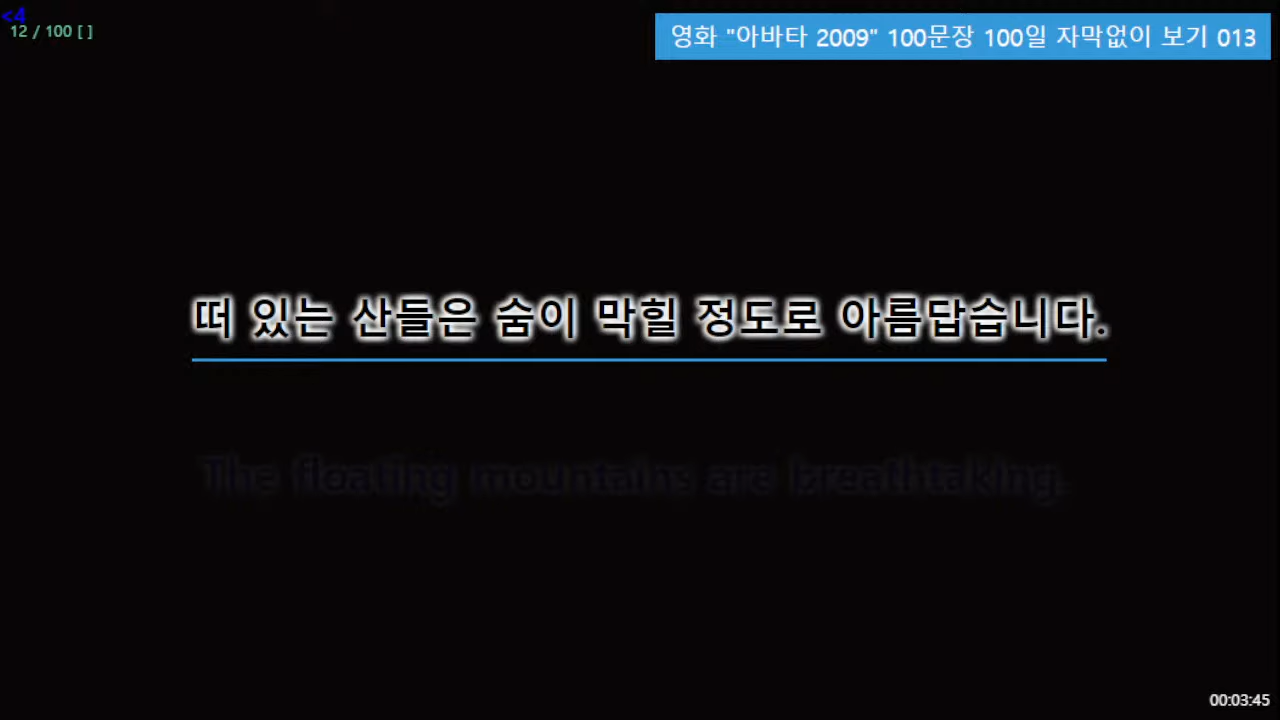 <4
12 / 100 [ ]
영화 "아바타 2009" 100문장 100일 자막없이 보기 013
떠 있는 산들은 숨이 막힐 정도로 아름답습니다.
The floating mountains are breathtaking.
00:03:45